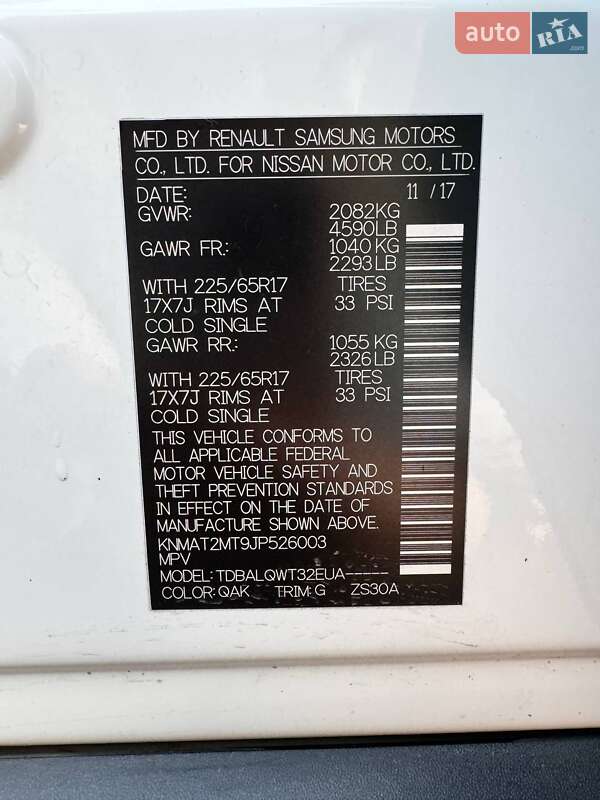 auto RIA .com
MFD BY RENAULT SAMSUNG MOTORS
CO., LTD. FOR NISSAN MOTOR CO., LTD.
DATE: 11 / 17
GVWR: 2082KG
4590LB
GAWR FR: 1040 KG
2293 LB
WITH 225/65R17 TIRES
17X7J RIMS AT 33 PSI
COLD SINGLE
GAWR RR: 1055 KG
2326 LB
WITH 225/65R17 TIRES
17X7J RIMS AT 33 PSI
COLD SINGLE
THIS VEHICLE CONFORMS TO
ALL APPLICABLE FEDERAL
MOTOR VEHICLE SAFETY AND
THEFT PREVENTION STANDARDS
IN EFFECT ON THE DATE OF
MANUFACTURE SHOWN ABOVE.
KNMAT2MT9JP526003
MPV
MODEL: TDBALQWT32EUA-----
COLOR: QAK TRIM: G ZS30A